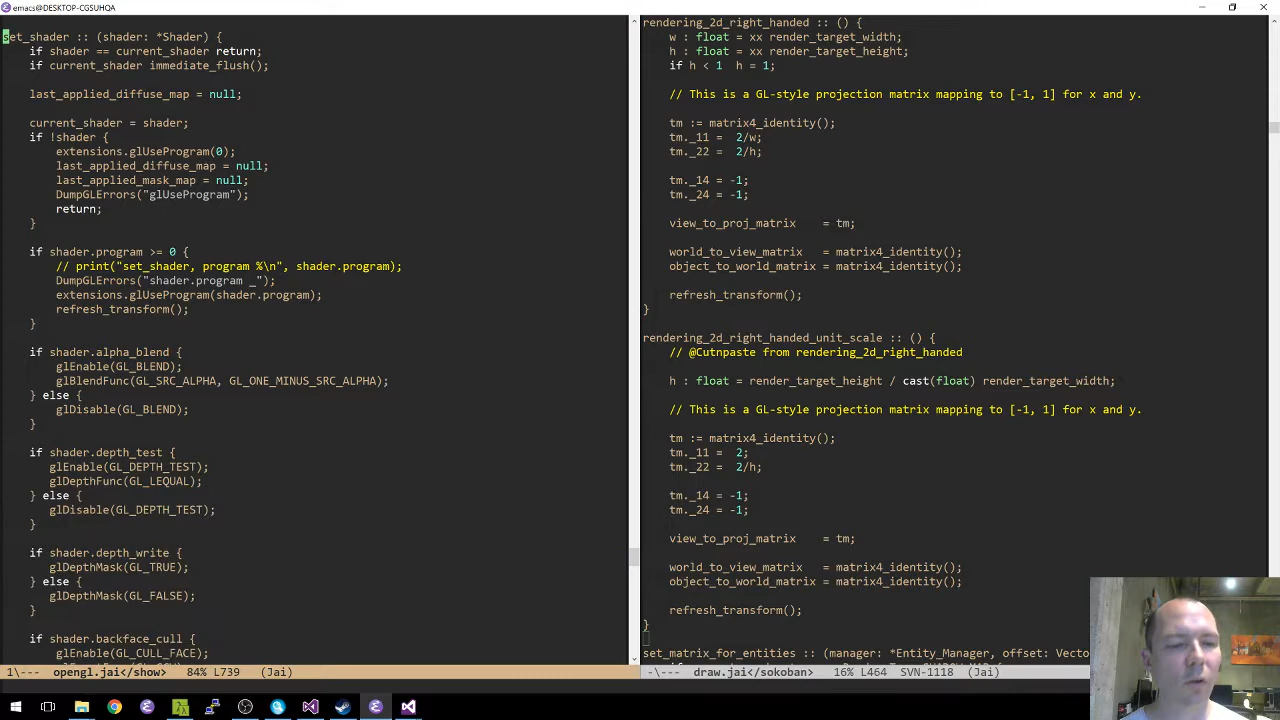 emacs@DESKTOP-CGSUHQA
set_shader :: (shader: *Shader) {
if shader == current_shader return;
if current_shader immediate_flush();
last_applied_diffuse_map = null;
current_shader = shader;
if !shader {
extensions.glUseProgram(0);
last_applied_diffuse_map = null;
last_applied_mask_map = null;
DumpGLErrors("glUseProgram");
return;
}
if shader.program >= 0 {
// print("set_shader, program %\n", shader.program);
DumpGLErrors("shader.program _");
extensions.glUseProgram(shader.program);
refresh_transform();
}
if shader.alpha_blend {
glEnable(GL_BLEND);
glBlendFunc(GL_SRC_ALPHA, GL_ONE_MINUS_SRC_ALPHA);
} else {
glDisable(GL_BLEND);
}
if shader.depth_test {
glEnable(GL_DEPTH_TEST);
glDepthFunc(GL_LEQUAL);
} else {
glDisable(GL_DEPTH_TEST);
}
if shader.depth_write {
glDepthMask(GL_TRUE);
} else {
glDepthMask(GL_FALSE);
}
if shader.backface_cull {
glEnable(GL_CULL_FACE);
1\--- opengl.jai</show> 84% L739 (Jai)
rendering_2d_right_handed :: () {
w : float = xx render_target_width;
h : float = xx render_target_height;
if h < 1 h = 1;
// This is a GL-style projection matrix mapping to [-1, 1] for x and y.
tm := matrix4_identity();
tm._11 = 2/w;
tm._22 = 2/h;
tm._14 = -1;
tm._24 = -1;
view_to_proj_matrix = tm;
world_to_view_matrix = matrix4_identity();
object_to_world_matrix = matrix4_identity();
refresh_transform();
}
rendering_2d_right_handed_unit_scale :: () {
// @Cutnpaste from rendering_2d_right_handed
h : float = render_target_height / cast(float) render_target_width;
// This is a GL-style projection matrix mapping to [-1, 1] for x and y.
tm := matrix4_identity();
tm._11 = 2;
tm._22 = 2/h;
tm._14 = -1;
tm._24 = -1;
view_to_proj_matrix = tm;
world_to_view_matrix = matrix4_identity();
object_to_world_matrix = matrix4_identity();
refresh_transform();
}
set_matrix_for_entities :: (manager: *Entity_Manager, offset: Vecto
-\--- draw.jai</sokoban> 16% L464 SVN-1118 (Jai)